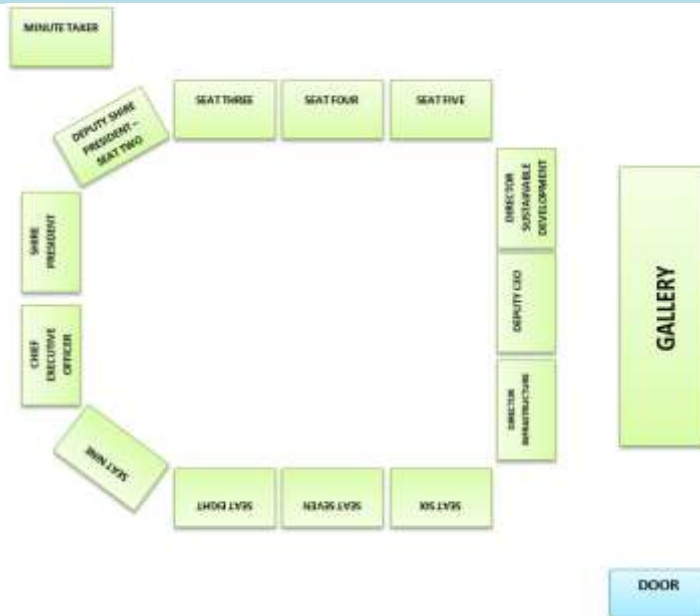 MINUTE TAKER
DEPUTY SHIRE
PRESIDENT –
SEAT TWO
SEAT THREE
SEAT FOUR
SEAT FIVE
SHIRE
PRESIDENT
CHIEF
EXECUTIVE
OFFICER
DIRECTOR
SUSTAINABLE
DEVELOPMENT
DEPUTY CEO
DIRECTOR
INFRASTRUCTURE
GALLERY
SEAT NINE
SEAT EIGHT
SEAT SEVEN
SEAT SIX
DOOR